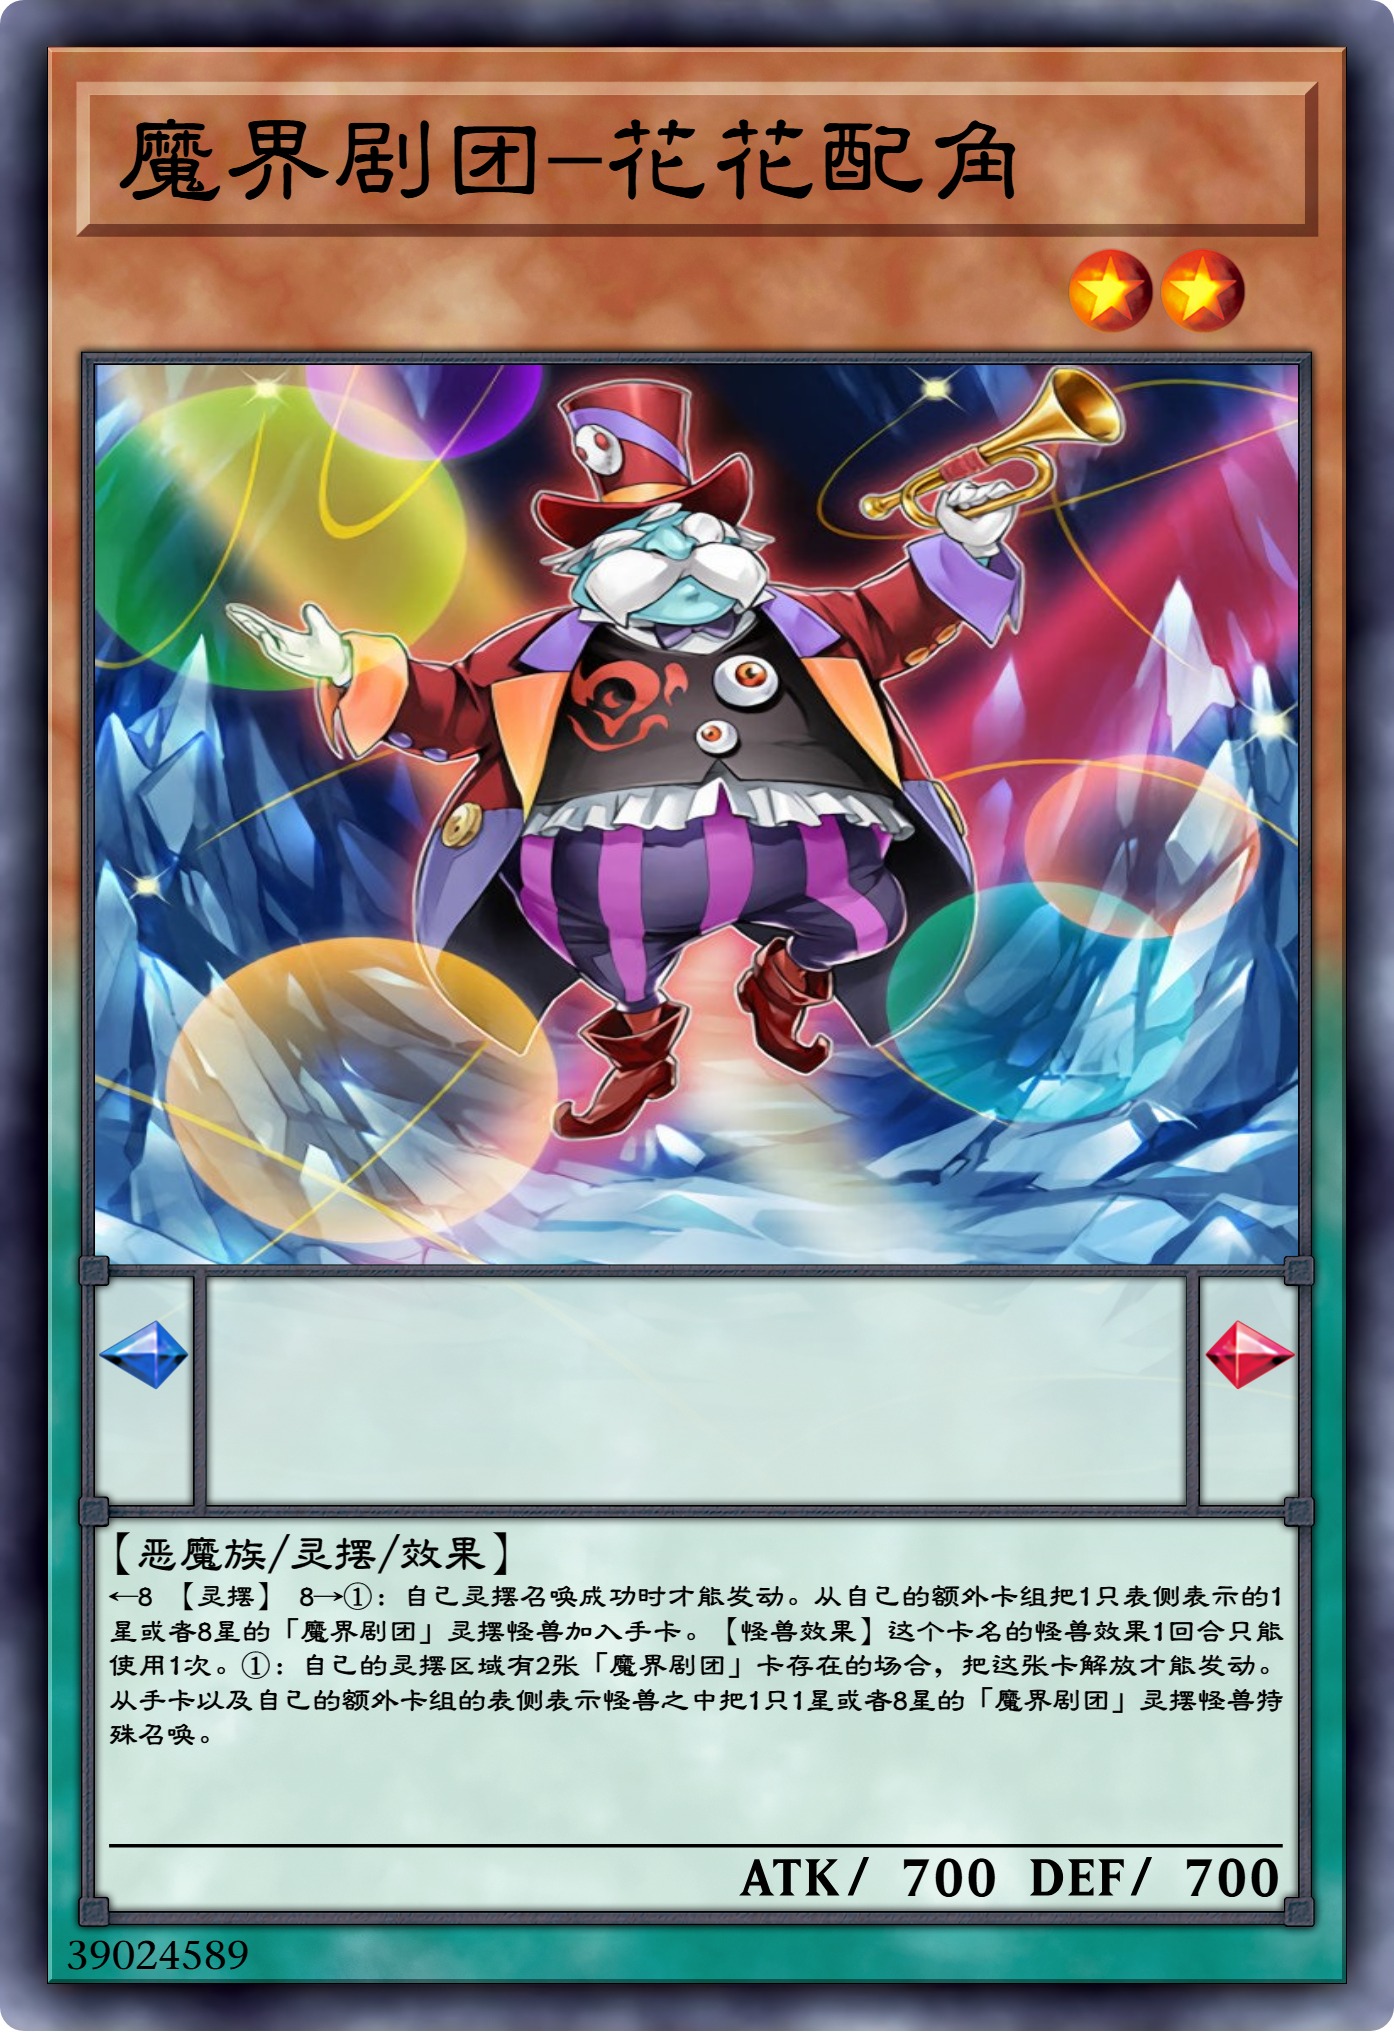 魔界剧团-花花配角
【恶魔族/灵摆/效果】
←8 【灵摆】 8→①：自己灵摆召唤成功时才能发动。从自己的额外卡组把1只表侧表示的1
星或者8星的「魔界剧团」灵摆怪兽加入手卡。【怪兽效果】这个卡名的怪兽效果1回合只能
使用1次。①：自己的灵摆区域有2张「魔界剧团」卡存在的场合，把这张卡解放才能发动。
从手卡以及自己的额外卡组的表侧表示怪兽之中把1只1星或者8星的「魔界剧团」灵摆怪兽特
殊召唤。
ATK/ 700 DEF/ 700
39024589